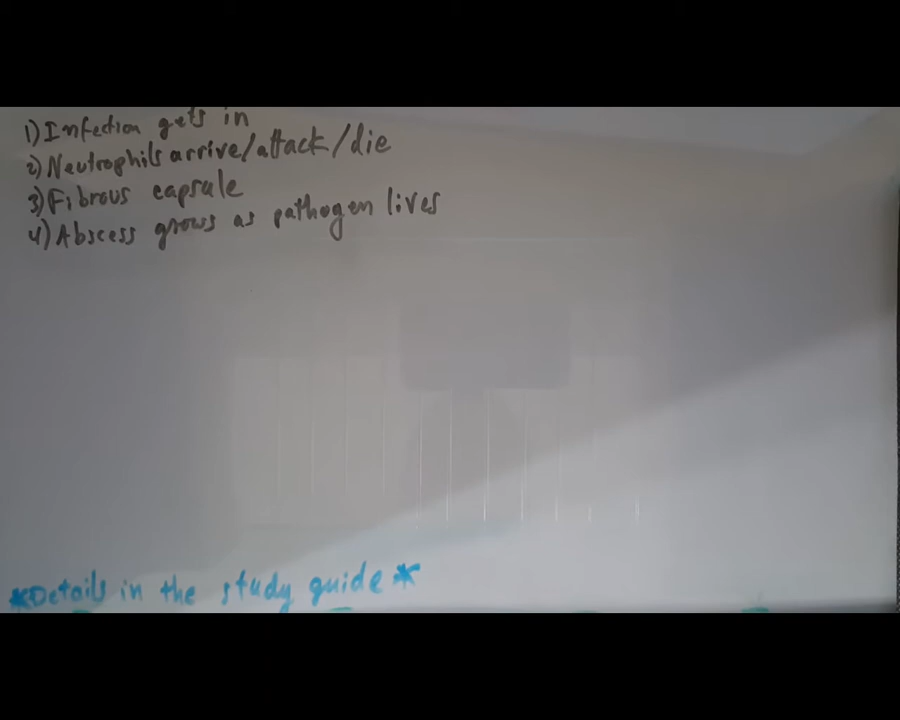 1) Infection gets in
2) Neutrophils arrive/attack/die
3) Fibrous capsule
4) Abscess grows as pathogen lives
*Details in the study guide*